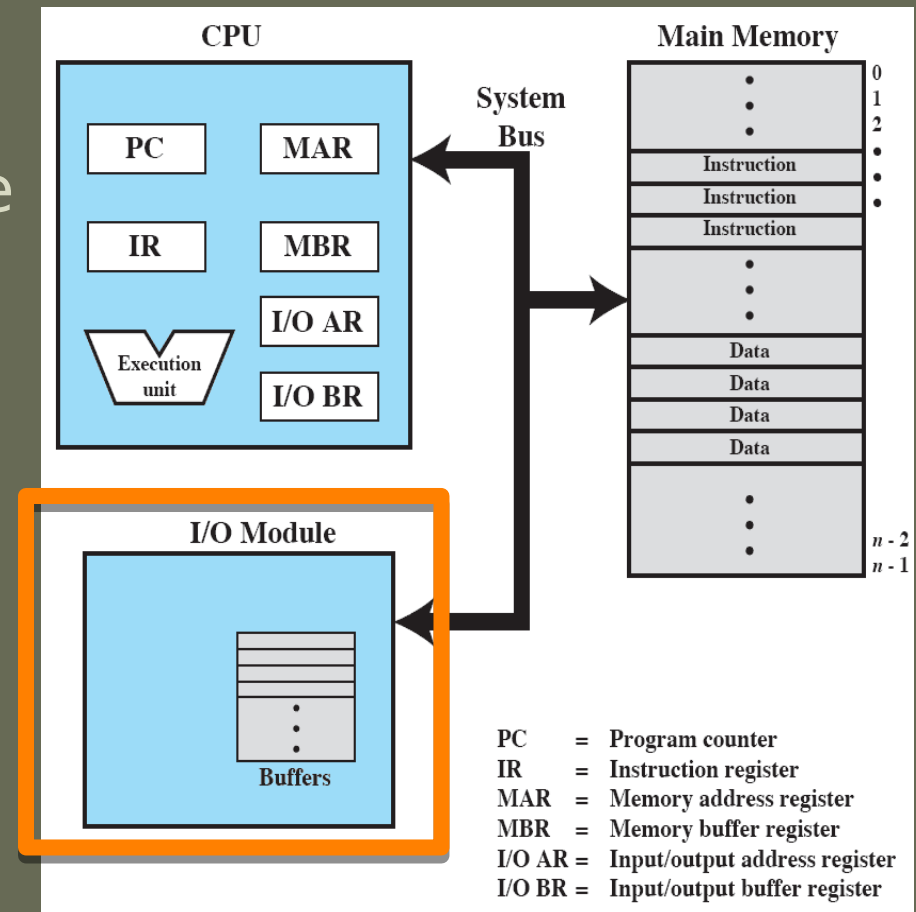 e
CPU
PC
MAR
IR
MBR
I/O AR
Execution
unit
I/O BR
System
Bus
Main Memory
0
1
2
Instruction
Instruction
Instruction
Data
Data
Data
Data
n - 2
n - 1
I/O Module
Buffers
PC = Program counter
IR = Instruction register
MAR = Memory address register
MBR = Memory buffer register
I/O AR = Input/output address register
I/O BR = Input/output buffer register